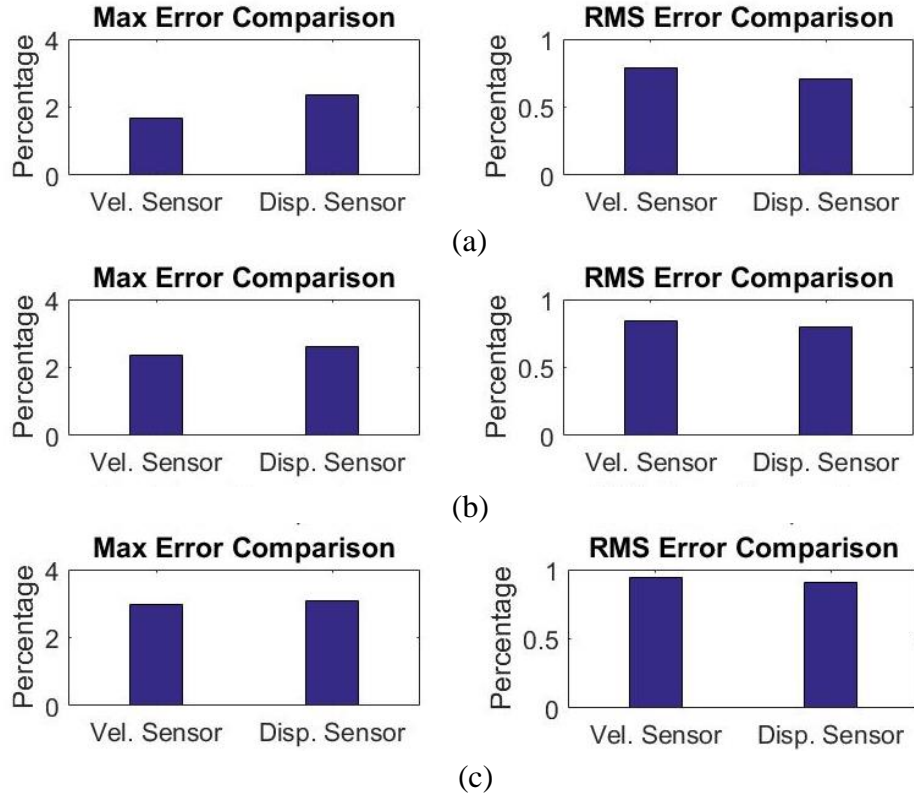 Max Error Comparison
Percentage
4
2
0
Vel. Sensor Disp. Sensor
RMS Error Comparison
Percentage
1
0.5
0
Vel. Sensor Disp. Sensor
(a)
Max Error Comparison
Percentage
4
2
0
Vel. Sensor Disp. Sensor
RMS Error Comparison
Percentage
1
0.5
0
Vel. Sensor Disp. Sensor
(b)
Max Error Comparison
Percentage
4
2
0
Vel. Sensor Disp. Sensor
RMS Error Comparison
Percentage
1
0.5
0
Vel. Sensor Disp. Sensor
(c)